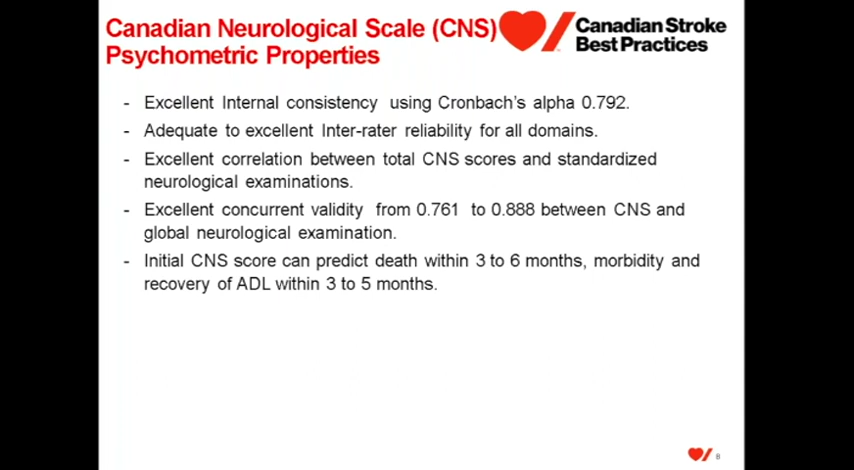 Canadian Neurological Scale (CNS)
Psychometric Properties
Canadian Stroke
Best Practices
- Excellent Internal consistency using Cronbach's alpha 0.792.
- Adequate to excellent Inter-rater reliability for all domains.
- Excellent correlation between total CNS scores and standardized
neurological examinations.
- Excellent concurrent validity from 0.761 to 0.888 between CNS and
global neurological examination.
- Initial CNS score can predict death within 3 to 6 months, morbidity and
recovery of ADL within 3 to 5 months.
8